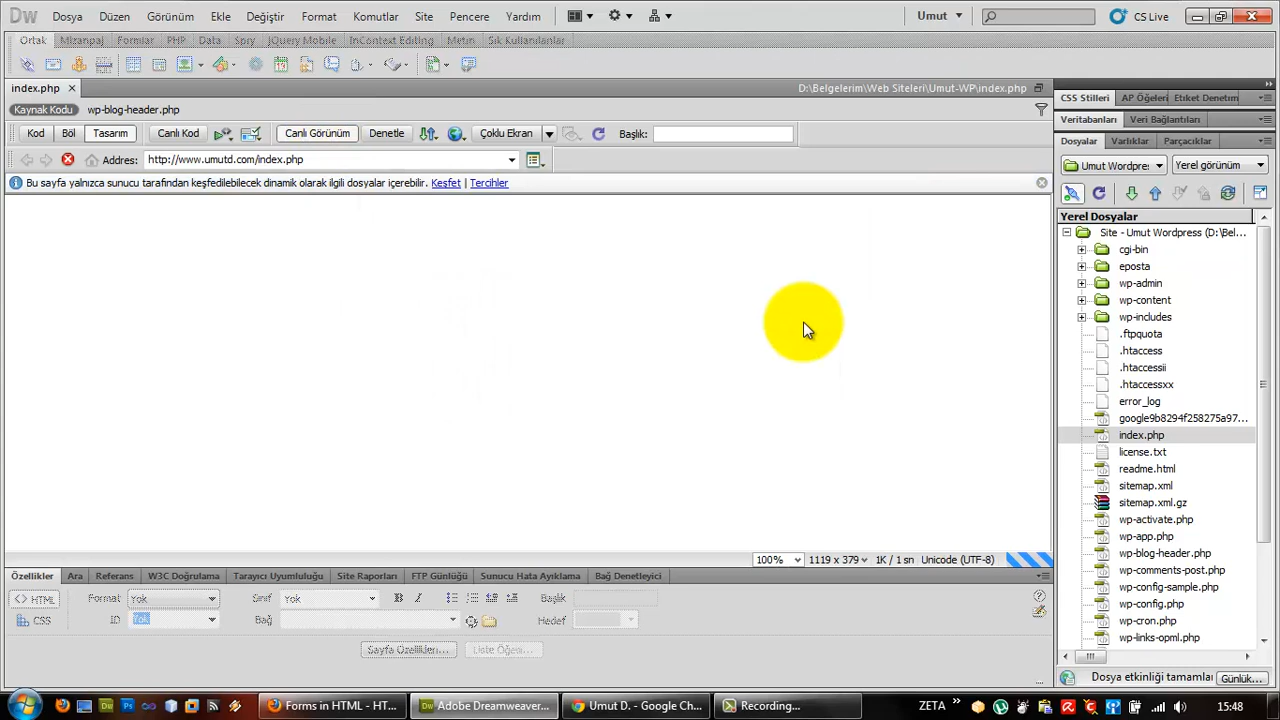 Dw Dosya Düzen Görünüm Ekle Değiştir Format Komutlar Site Pencere Yardım Umut CS Live
Ortak Mizanpaj Formlar PHP Data Spry jQuery Mobile InContext Editing Metin Sık Kullanılanlar
index.php D:\Belgelerim\Web Siteleri\Umut-WP\index.php
Kaynak Kodu wp-blog-header.php
Kod Böl Tasarım Canlı Kod Canlı Görünüm Denetle Çoklu Ekran Başlık:
Addres: http://www.umutd.com/index.php
Bu sayfa yalnızca sunucu tarafından keşfedilebilecek dinamik olarak ilgili dosyalar içerebilir. Keşfet Tercihler
100% 1119 x 379 1K / 1 sn Unicode (UTF-8)
Özellikler Ara Referans W3C Doğrulama Tarayıcı Uyumluluğu Site Raporları FTP Günlüğü Sunucu Hata Ayıklama Bağ Denetleyici
<> HTML Format Yok Sınıf Yok B I
CSS ID Yok Bağ Hedef
Sayfa Özellikleri... Liste Öğesi...
CSS Stilleri AP Öğeleri Etiket Denetim
Veritabanları Veri Bağlantıları
Dosyalar Varlıklar Parçacıklar
Umut Wordpres Yerel görünüm
Yerel Dosyalar
Site - Umut Wordpress (D:\Bel...
cgi-bin
eposta
wp-admin
wp-content
wp-includes
.ftpquota
.htaccess
.htaccessii
.htaccessxx
error_log
google9b8294f258275a97...
index.php
license.txt
readme.html
sitemap.xml
sitemap.xml.gz
wp-activate.php
wp-app.php
wp-blog-header.php
wp-comments-post.php
wp-config-sample.php
wp-config.php
wp-cron.php
wp-links-opml.php
Dosya etkinliği tamamlar Günlük...
Forms in HTML - HT... Adobe Dreamweaver... Umut D. - Google Ch... Recording... ZETA » 15:48